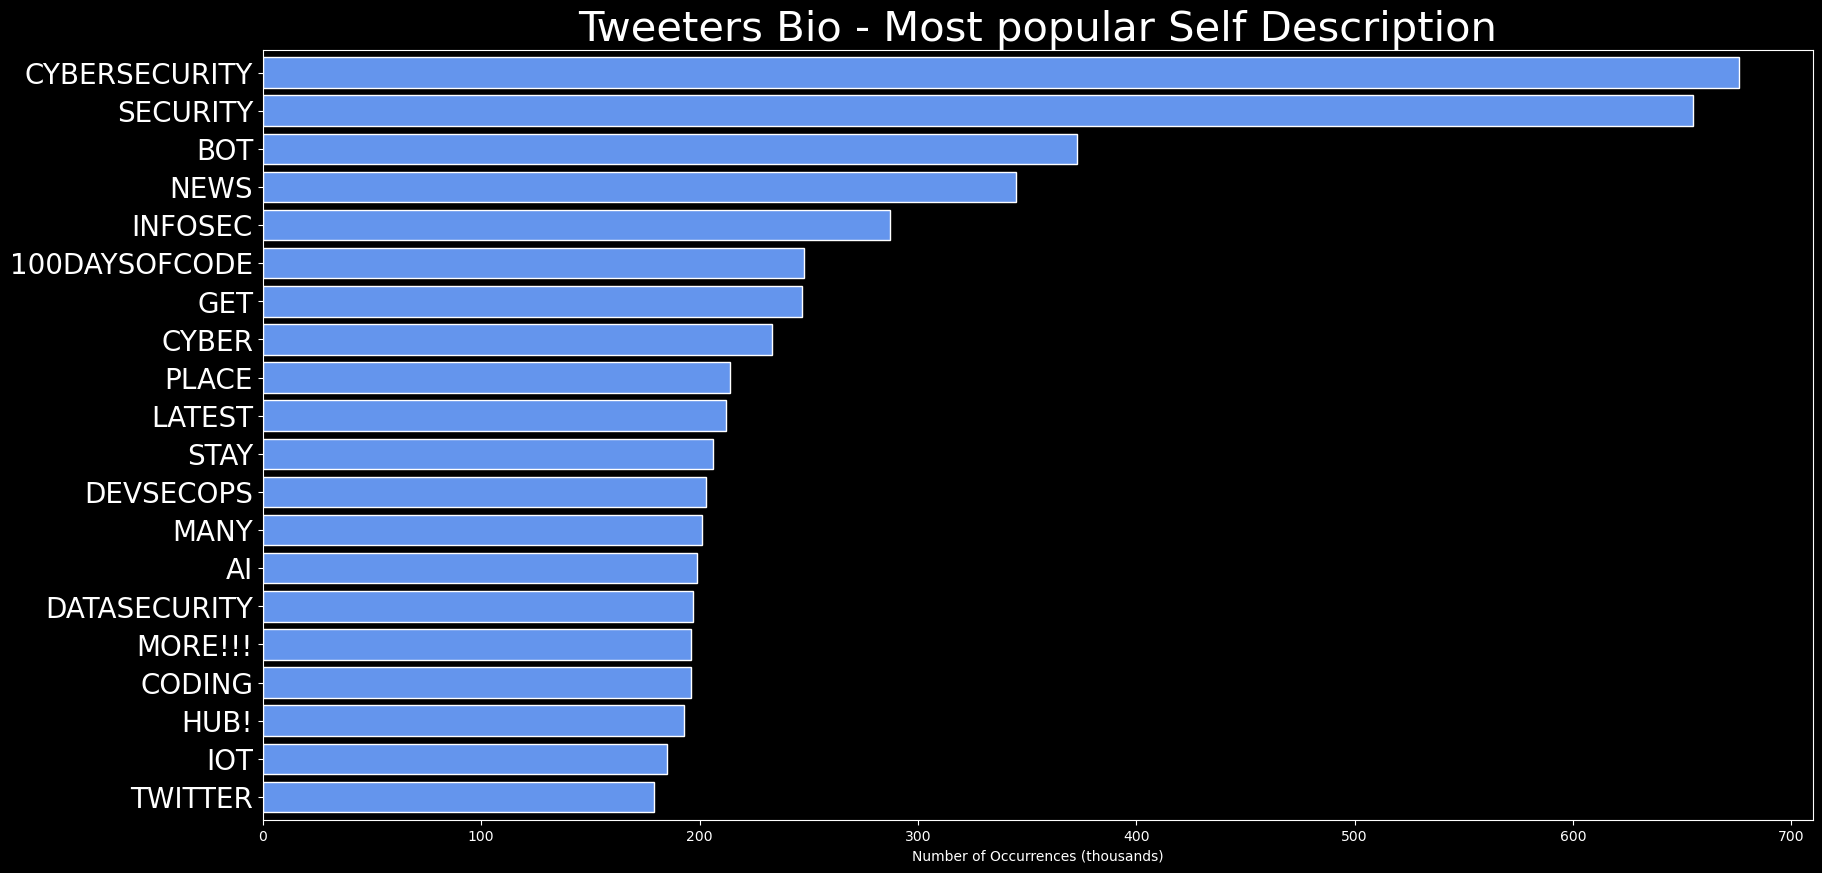 Tweeters Bio - Most popular Self Description
CYBERSECURITY
SECURITY
BOT
NEWS
INFOSEC
100DAYSOFCODE
GET
CYBER
PLACE
LATEST
STAY
DEVSECOPS
MANY
AI
DATASECURITY
MORE!!!
CODING
HUB!
IOT
TWITTER
0 100 200 300 400 500 600 700
Number of Occurrences (thousands)